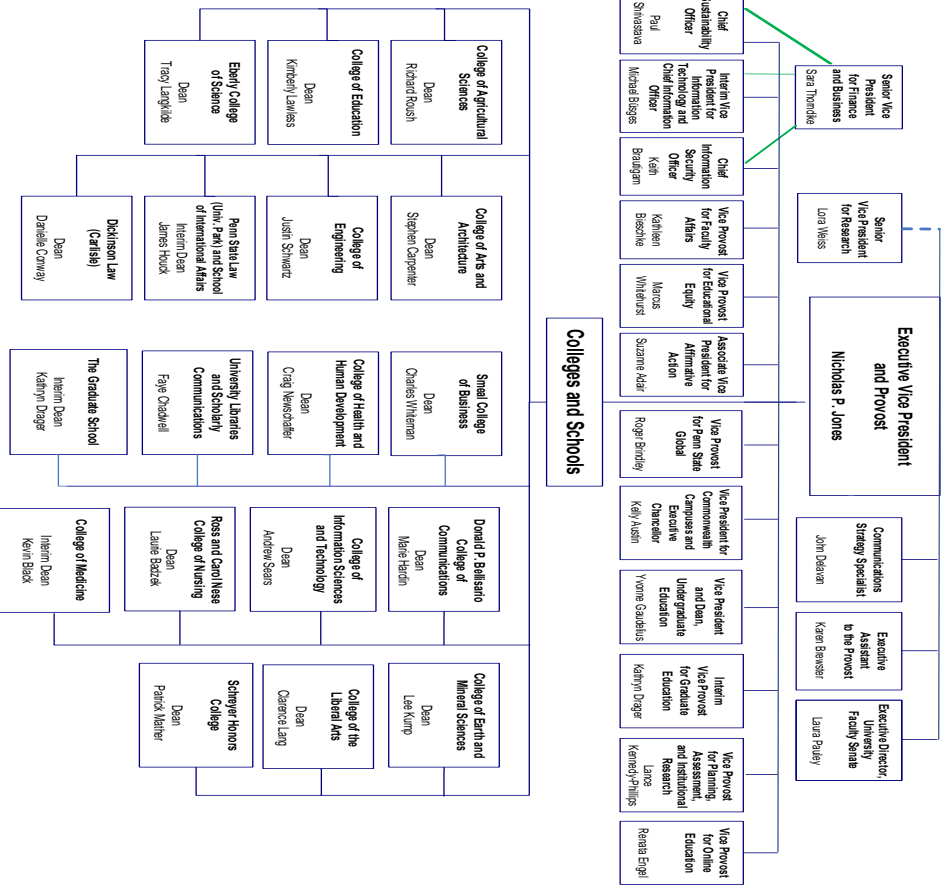 Executive Vice President
and Provost
Nicholas P. Jones
Senior Vice
President
for Finance
and Business
Sara Thorndike
Senior
Vice President
for Research
Lora Weiss
Communications
Strategy Specialist
John Delavan
Executive
Assistant
to the Provost
Karen Brewster
Executive Director,
University
Faculty Senate
Laura Pauley
Chief
Sustainability
Officer
Paul
Shrivastava
Interim Vice
President for
Information
Technology and
Chief Information
Officer
Michael Büsges
Chief
Information
Security
Officer
Keith
Brautigam
Vice Provost
for Faculty
Affairs
Kathleen
Bieschke
Vice Provost
for Educational
Equity
Marcus
Whitehurst
Associate Vice
President for
Affirmative
Action
Suzanne Adair
Vice Provost
for Penn State
Global
Roger Brindley
Vice President for
Commonwealth
Campuses and
Executive
Chancellor
Kelly Austin
Vice President
and Dean,
Undergraduate
Education
Yvonne Gaudelius
Interim
Vice Provost
for Graduate
Education
Kathryn Drager
Vice Provost
for Planning,
Assessment,
and Institutional
Research
Lance
Kennedy-Phillips
Vice Provost
for Online
Education
Renata Engel
Colleges and Schools
College of Agricultural
Sciences
Dean
Richard Roush
College of Arts and
Architecture
Dean
Stephen Carpenter
Smeal College
of Business
Dean
Charles Whiteman
Donald P. Bellisario
College of
Communications
Dean
Marie Hardin
College of Earth and
Mineral Sciences
Dean
Lee Kump
College of Education
Dean
Kimberly Lawless
College of
Engineering
Dean
Justin Schwartz
College of Health and
Human Development
Dean
Craig Newschaffer
College of
Information Sciences
and Technology
Dean
Andrew Sears
College of the
Liberal Arts
Dean
Clarence Lang
Eberly College
of Science
Dean
Tracy Langkilde
Penn State Law
(Univ. Park) and School
of International Affairs
Interim Dean
James Houck
University Libraries
and Scholarly
Communications
Faye Chadwell
Ross and Carol Nese
College of Nursing
Dean
Laurie Badzek
Schreyer Honors
College
Dean
Patrick Mather
Dickinson Law
(Carlisle)
Dean
Danielle Conway
The Graduate School
Interim Dean
Kathryn Drager
College of Medicine
Interim Dean
Kevin Black